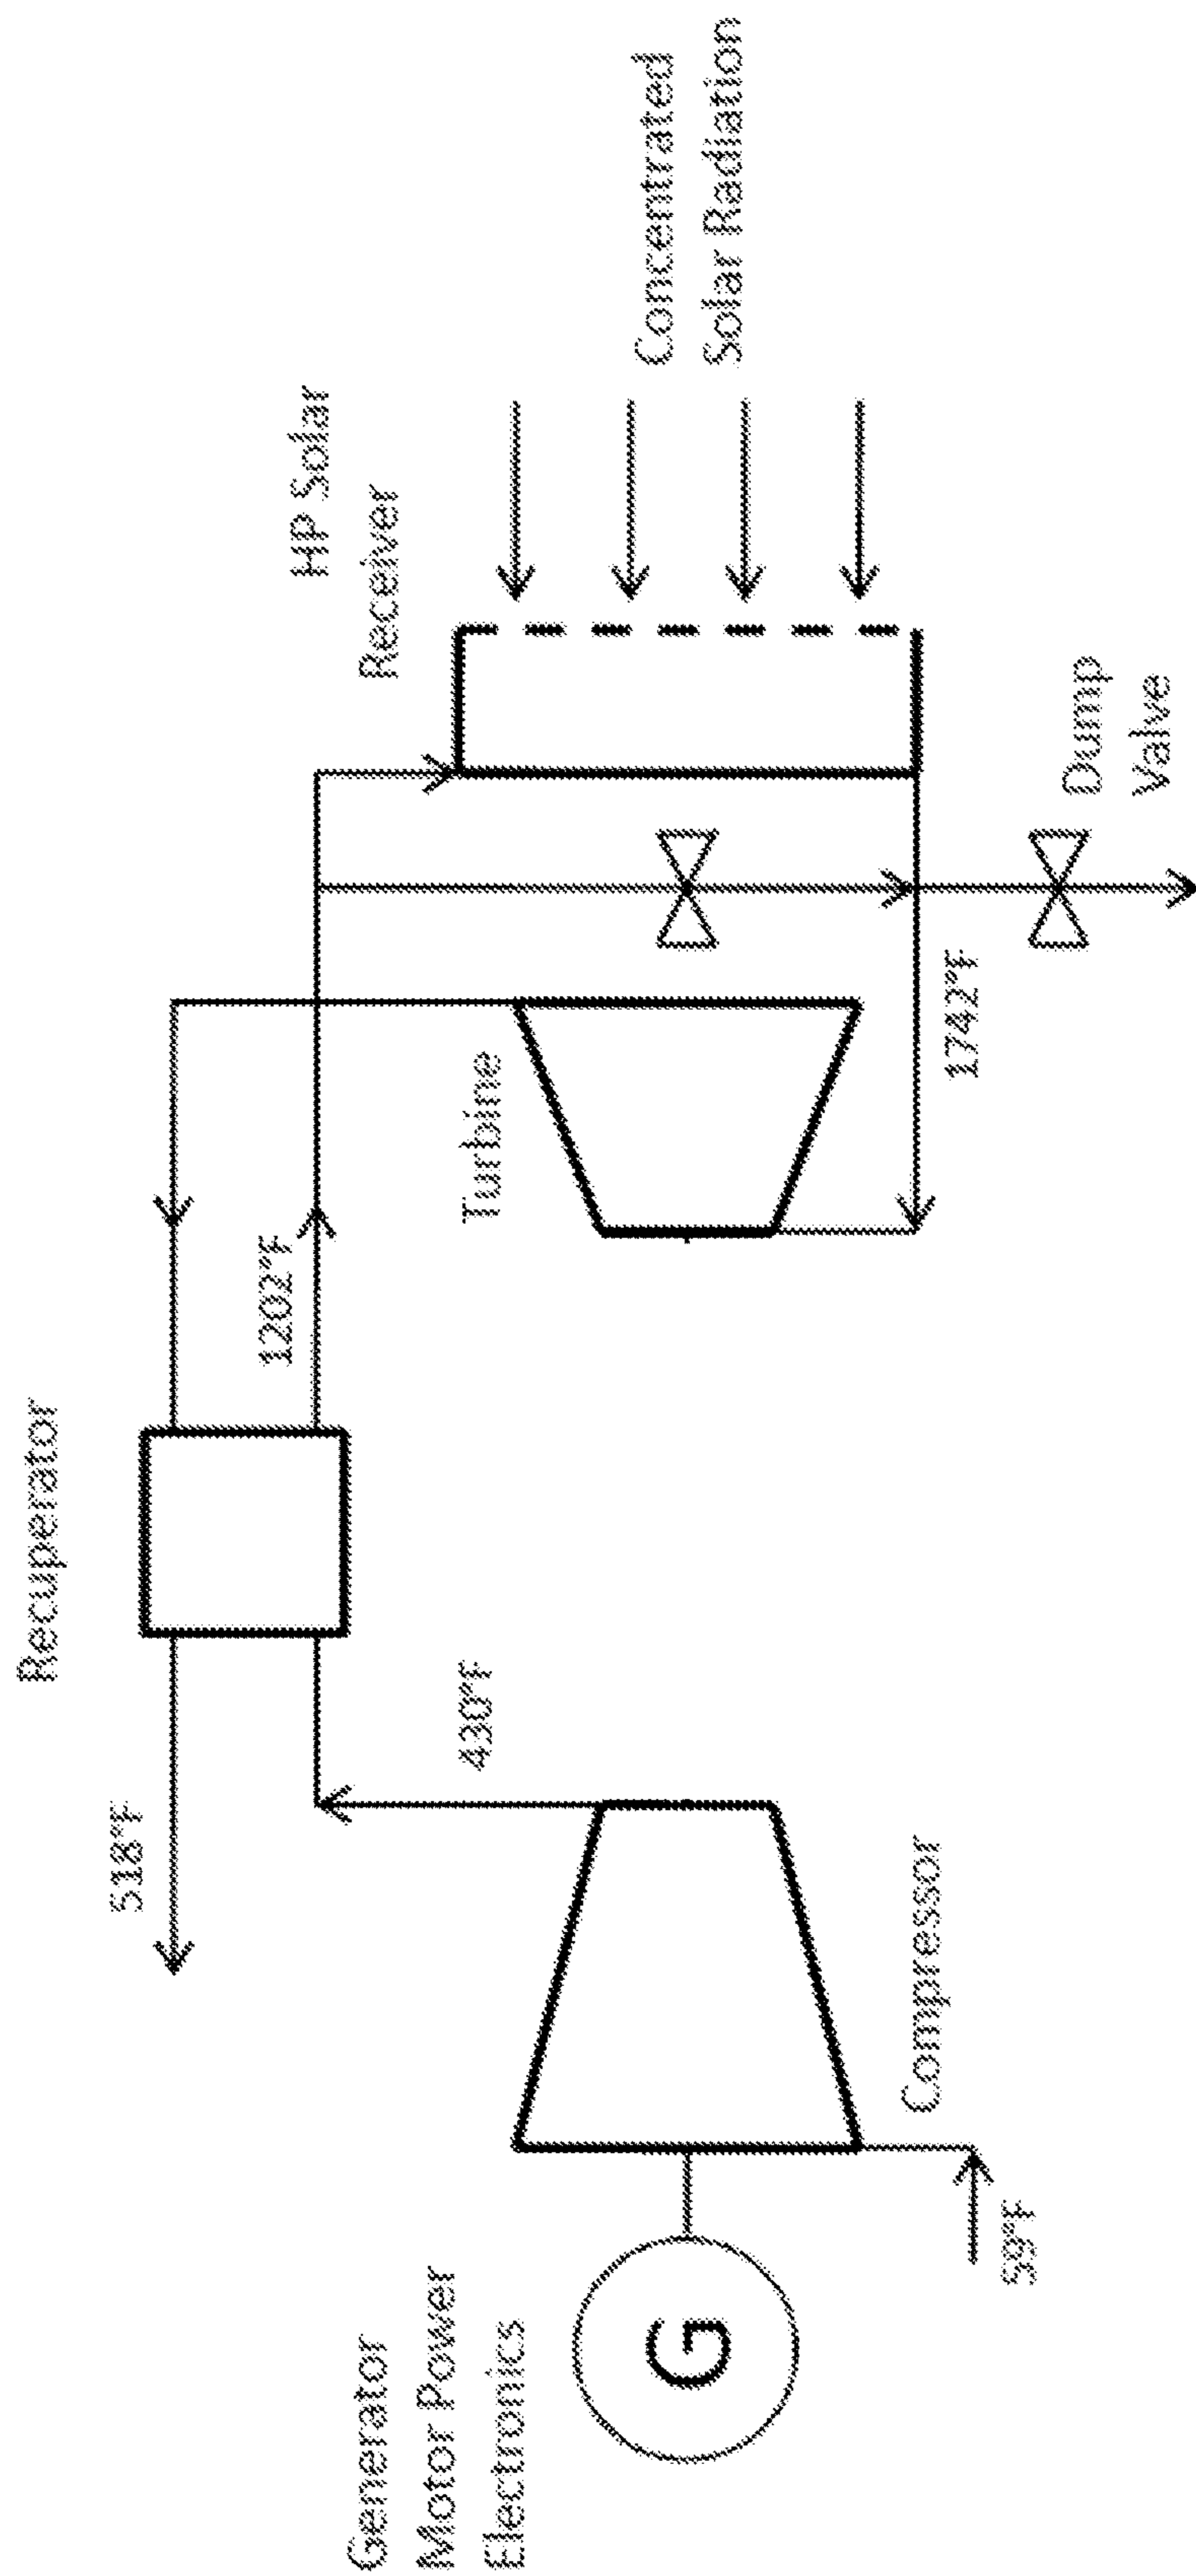 Recuperator
518°F
1202°F
430°F
HP Solar
Receiver
Generator
Motor Power
Electronics
Turbine
Concentrated
Solar Radiation
G
Compressor
1742°F
59°F
Dump
Valve